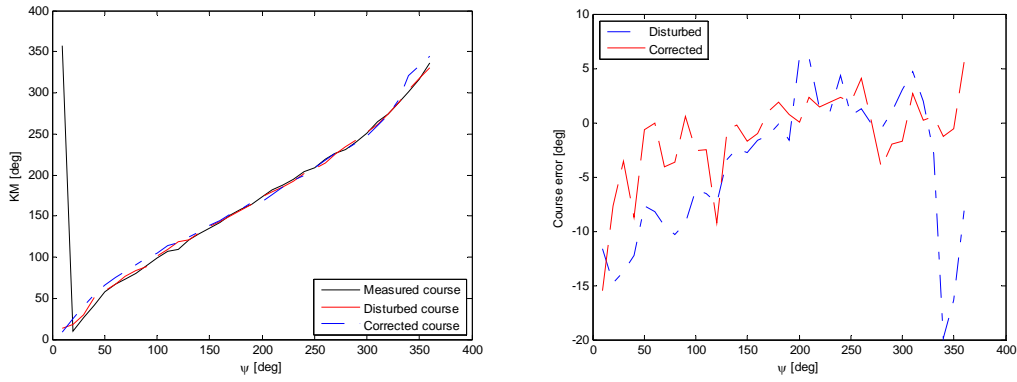 400
350
300
250
200
150
100
50
0
KM [deg]
0 50 100 150 200 250 300 350 400
ψ [deg]
Measured course
Disturbed course
Corrected course
10
5
0
-5
-10
-15
-20
Course error [deg]
0 50 100 150 200 250 300 350 400
ψ [deg]
Disturbed
Corrected